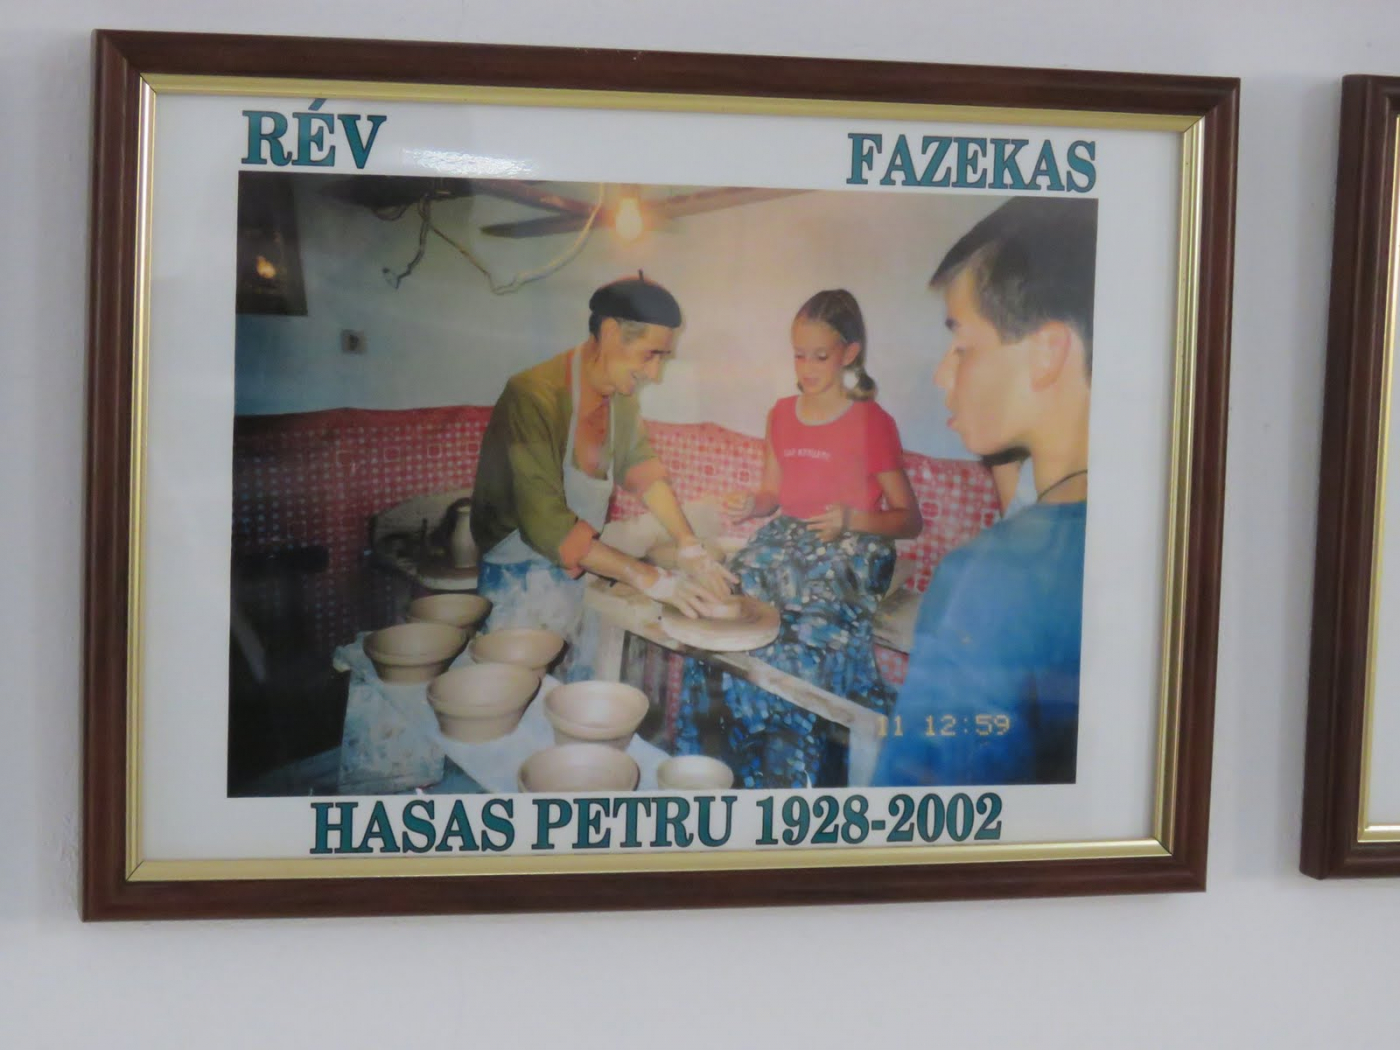 RÉV FAZEKAS
11 12:59
HASAS PETRU 1928-2002